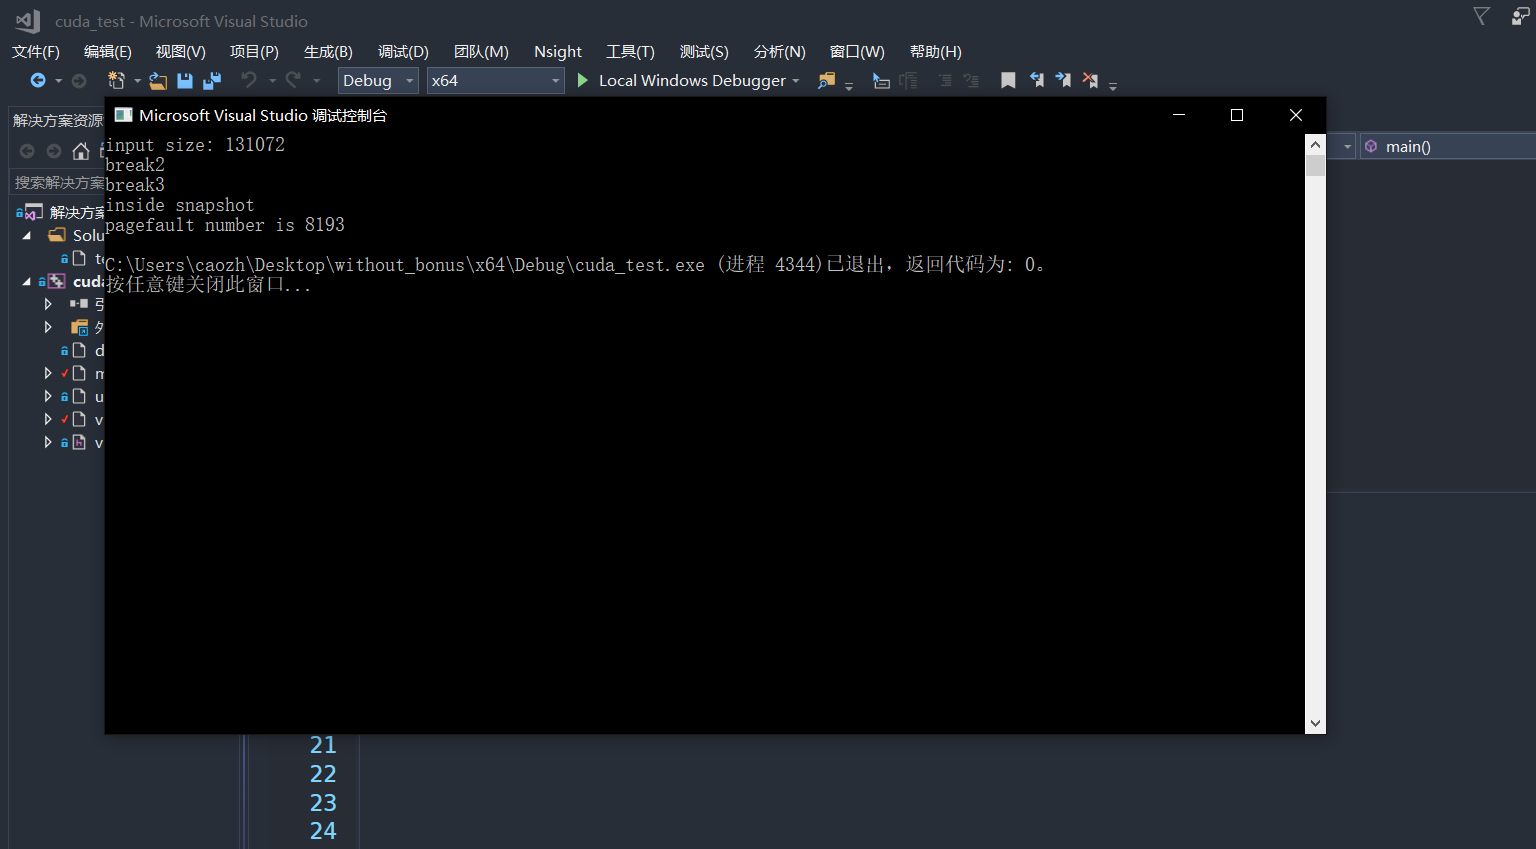 cuda_test - Microsoft Visual Studio
文件(F) 编辑(E) 视图(V) 项目(P) 生成(B) 调试(D) 团队(M) Nsight 工具(T) 测试(S) 分析(N) 窗口(W) 帮助(H)
Debug x64 Local Windows Debugger
解决方案资源
Microsoft Visual Studio 调试控制台
main()
搜索解决方案
解决方案
Solu
te
cuda
引
外
d
m
u
v
v
input size: 131072
break2
break3
inside snapshot
pagefault number is 8193
C:\Users\caozh\Desktop\without_bonus\x64\Debug\cuda_test.exe (进程 4344)已退出，返回代码为: 0。
按任意键关闭此窗口...
21
22
23
24